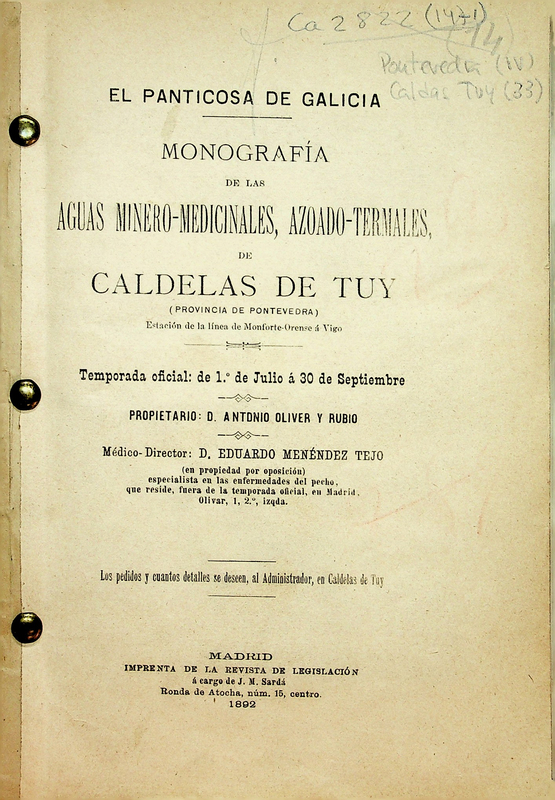 Ca 2822 (1471)
14
Pontevedra (IV)
Caldas Tuy (33)
EL PANTICOSA DE GALICIA
MONOGRAFÍA
DE LAS
AGUAS MINERO-MEDICINALES, AZOADO-TERMALES,
DE
CALDELAS DE TUY
(PROVINCIA DE PONTEVEDRA)
Estación de la línea de Monforte-Orense á Vigo
Temporada oficial: de 1.º de Julio á 30 de Septiembre
PROPIETARIO: D. ANTONIO OLIVER Y RUBIO
Médico-Director: D. EDUARDO MENÉNDEZ TEJO
(en propiedad por oposición)
especialista en las enfermedades del pecho,
que reside, fuera de la temporada oficial, en Madrid,
Olivar, 1, 2.º, izqda.
Los pedidos y cuantos detalles se deseen, al Administrador, en Caldelas de Tuy
MADRID
IMPRENTA DE LA REVISTA DE LEGISLACIÓN
á cargo de J. M. Sardá
Ronda de Atocha, núm. 15, centro.
1892